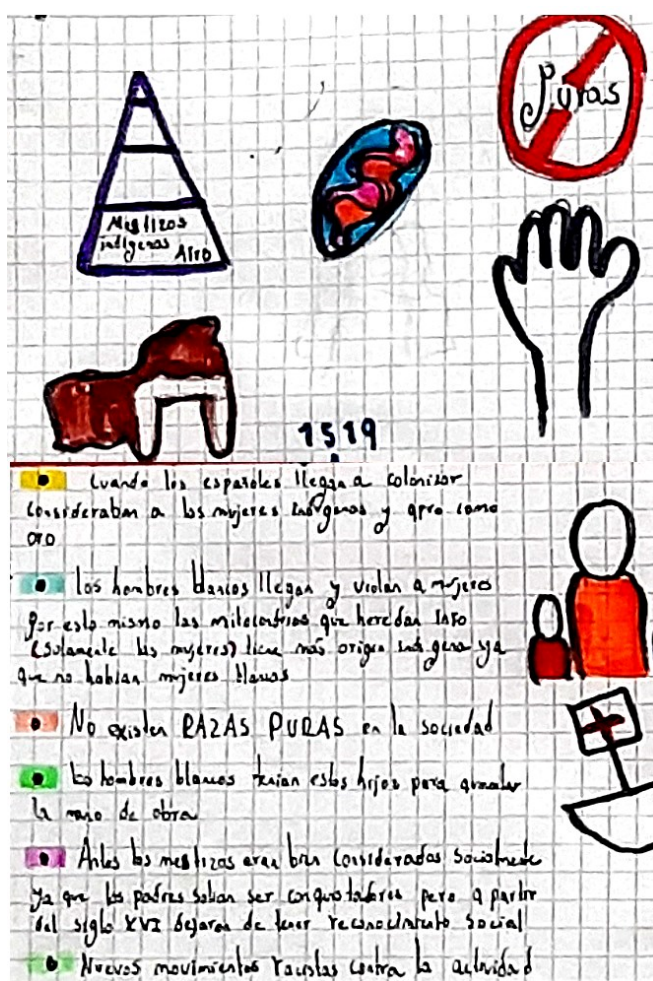 Puras
Mestizos
indígenas Afro
1519
Cuando los españoles llegan a colonizar
consideraban a las mujeres indígenas y afro como
oro
los hombres blancos llegan y violan a mujeres
por esto mismo las mitocondrias que heredan info
(solamente las mujeres) tiene más origen indígena ya
que no habían mujeres blancas
No existen RAZAS PURAS en la sociedad
los hombres blancos tenían estos hijos para aumentar
la mano de obra
Antes los mestizos eran bien considerados socialmente
ya que los padres solían ser conquistadores pero a partir
del siglo XVI dejaron de tener reconocimiento social
Nuevos movimientos racistas contra la actividad